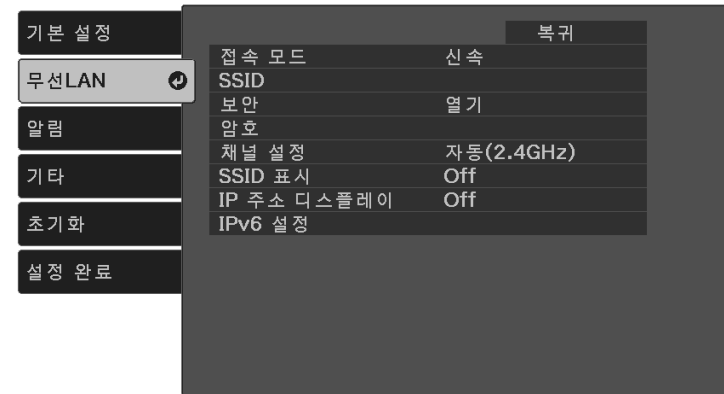 기본 설정
무선LAN
알림
기타
초기화
설정 완료
복귀
접속 모드 신속
SSID
보안 열기
암호
채널 설정 자동(2.4GHz)
SSID 표시 Off
IP 주소 디스플레이 Off
IPv6 설정